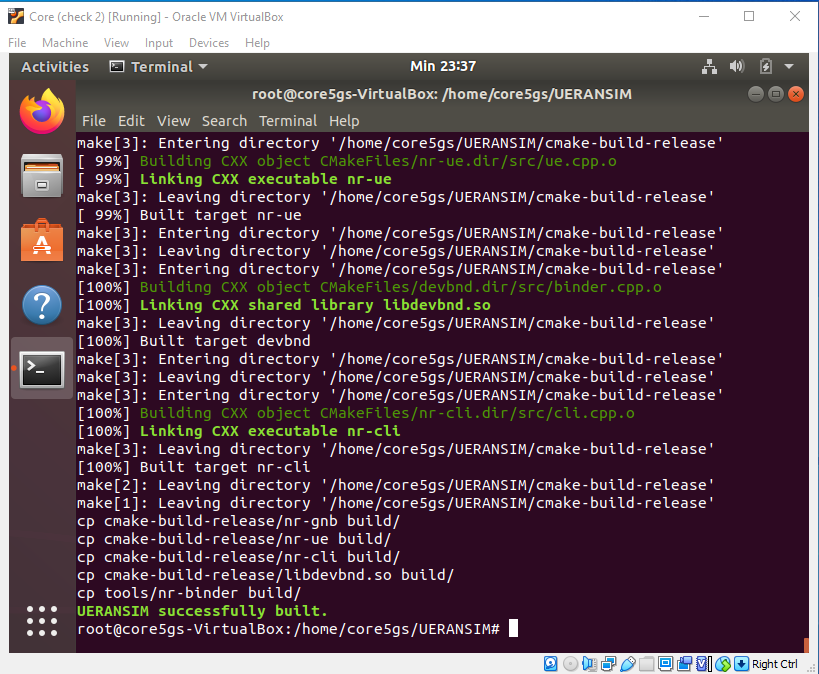 Core (check 2) [Running] - Oracle VM VirtualBox
File Machine View Input Devices Help
Activities Terminal Min 23:37
root@core5gs-VirtualBox: /home/core5gs/UERANSIM
File Edit View Search Terminal Help
make[3]: Entering directory '/home/core5gs/UERANSIM/cmake-build-release'
[ 99%] Building CXX object CMakeFiles/nr-ue.dir/src/ue.cpp.o
[ 99%] Linking CXX executable nr-ue
make[3]: Leaving directory '/home/core5gs/UERANSIM/cmake-build-release'
[ 99%] Built target nr-ue
make[3]: Entering directory '/home/core5gs/UERANSIM/cmake-build-release'
make[3]: Leaving directory '/home/core5gs/UERANSIM/cmake-build-release'
make[3]: Entering directory '/home/core5gs/UERANSIM/cmake-build-release'
[100%] Building CXX object CMakeFiles/devbnd.dir/src/binder.cpp.o
[100%] Linking CXX shared library libdevbnd.so
make[3]: Leaving directory '/home/core5gs/UERANSIM/cmake-build-release'
[100%] Built target devbnd
make[3]: Entering directory '/home/core5gs/UERANSIM/cmake-build-release'
make[3]: Leaving directory '/home/core5gs/UERANSIM/cmake-build-release'
make[3]: Entering directory '/home/core5gs/UERANSIM/cmake-build-release'
[100%] Building CXX object CMakeFiles/nr-cli.dir/src/cli.cpp.o
[100%] Linking CXX executable nr-cli
make[3]: Leaving directory '/home/core5gs/UERANSIM/cmake-build-release'
[100%] Built target nr-cli
make[2]: Leaving directory '/home/core5gs/UERANSIM/cmake-build-release'
make[1]: Leaving directory '/home/core5gs/UERANSIM/cmake-build-release'
cp cmake-build-release/nr-gnb build/
cp cmake-build-release/nr-ue build/
cp cmake-build-release/nr-cli build/
cp cmake-build-release/libdevbnd.so build/
cp tools/nr-binder build/
UERANSIM successfully built.
root@core5gs-VirtualBox:/home/core5gs/UERANSIM#
Right Ctrl